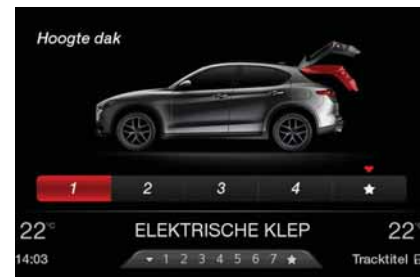 Hoogte dak
1 2 3 4 ★
22°c ELEKTRISCHE KLEP 22°
14:03 1 2 3 4 5 6 7 ★ Tracktitel